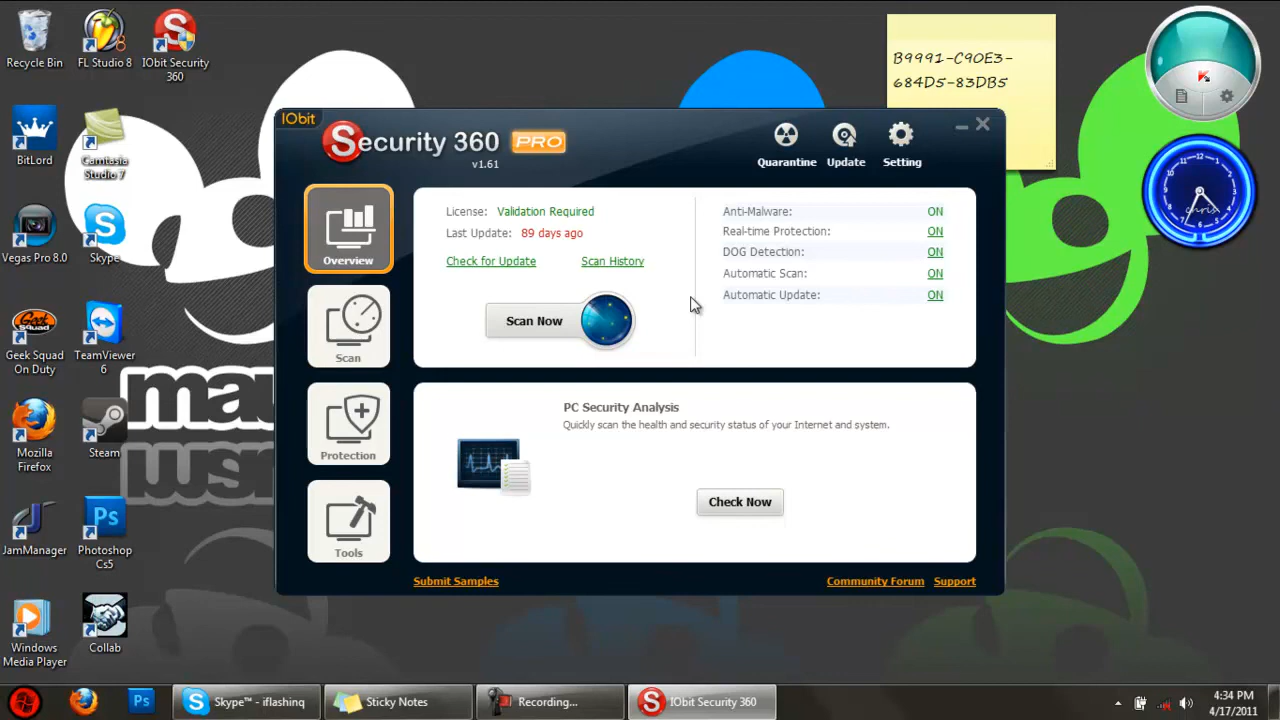 Recycle Bin
FL Studio 8
IObit Security
360
BitLord
Camtasia
Studio 7
Vegas Pro 8.0
Skype
Geek Squad
On Duty
TeamViewer
6
Mozilla
Firefox
Steam
JamManager
Photoshop
Cs5
Windows
Media Player
Collab
B9991-C90E3-
684D5-83DB5
Chris
mau
IObit
Security 360 PRO
v1.61
Quarantine
Update
Setting
Overview
Scan
Protection
Tools
License: Validation Required
Last Update: 89 days ago
Check for Update
Scan History
Scan Now
Anti-Malware: ON
Real-time Protection: ON
DOG Detection: ON
Automatic Scan: ON
Automatic Update: ON
PC Security Analysis
Quickly scan the health and security status of your Internet and system.
Check Now
Submit Samples
Community Forum
Support
Ps
Skype™ - iflashinq
Sticky Notes
Recording...
IObit Security 360
4:34 PM
4/17/2011